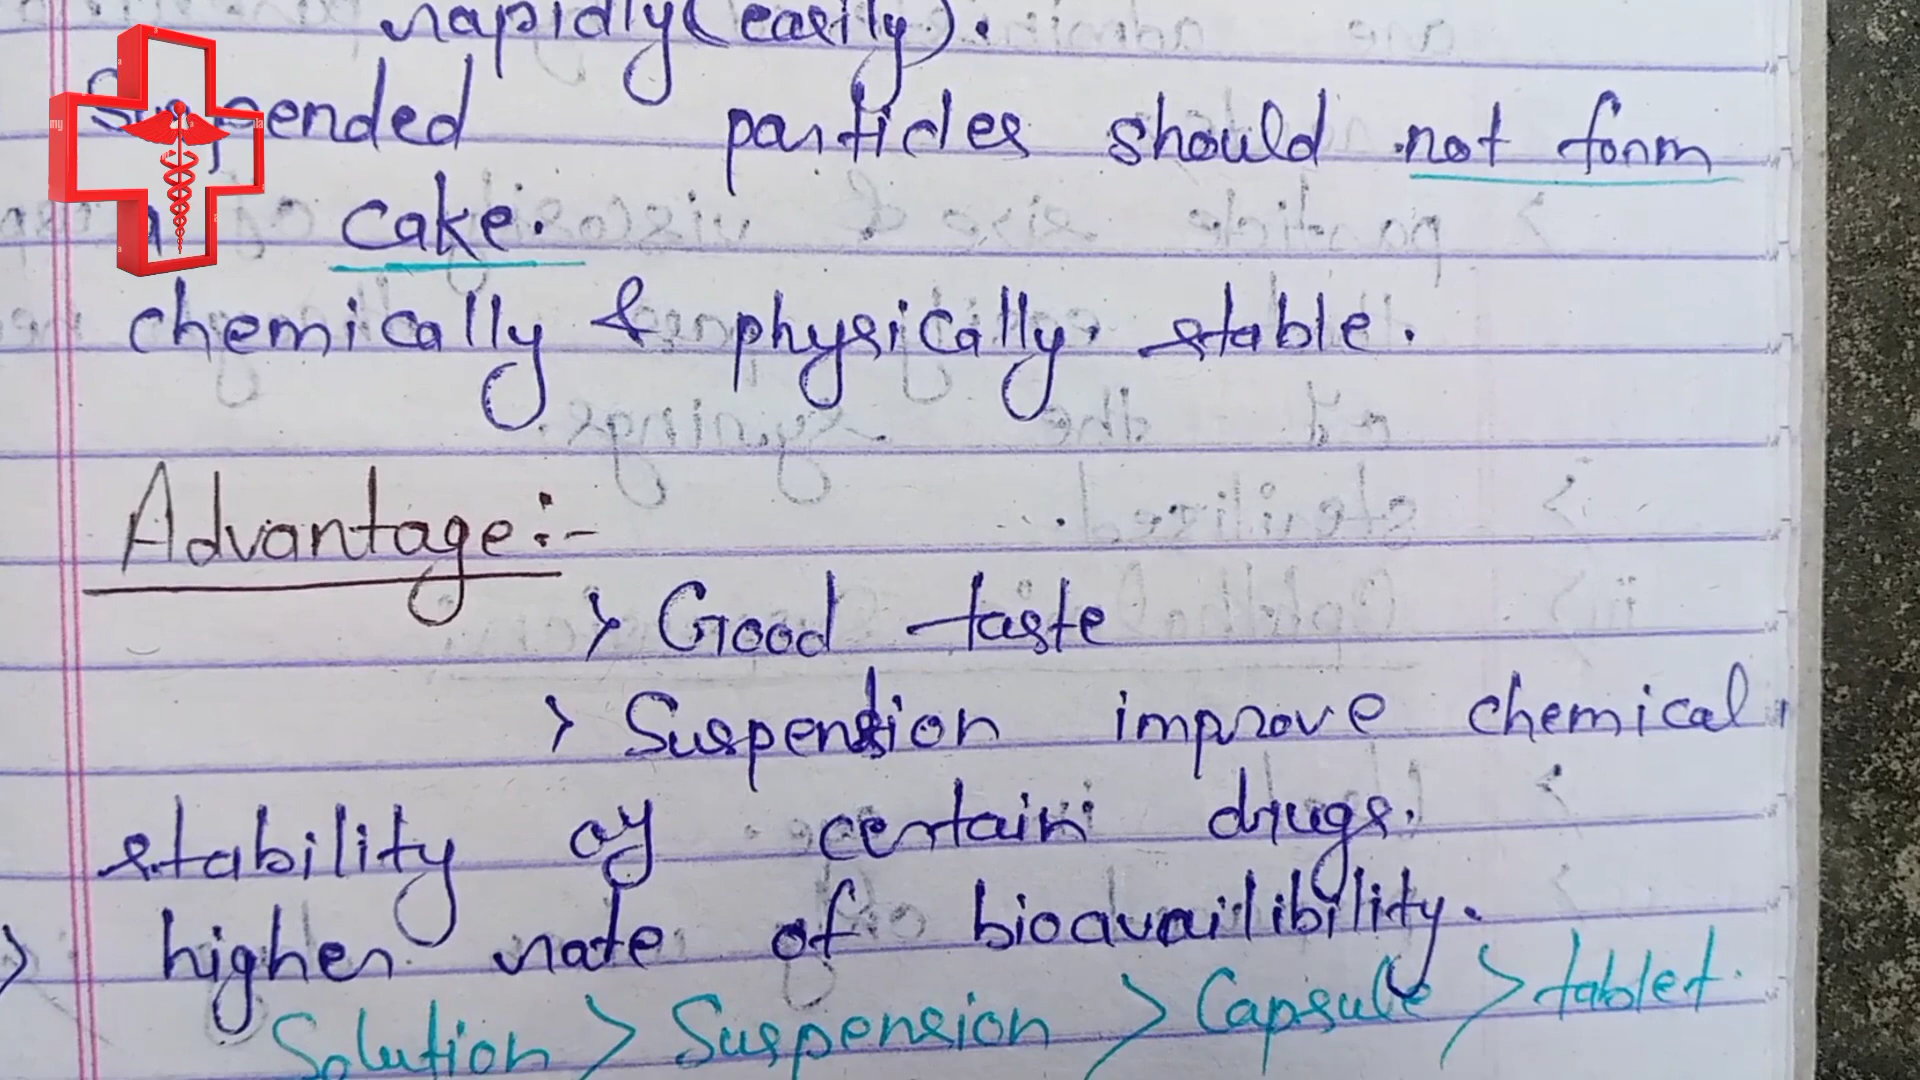 rapidly (easily).
Suspended particles should not form
a cake.
chemically & physically stable.
Advantage:-
> Good taste
> Suspension improve chemical
stability of certain drugs.
> higher rate of bioavailibility.
Solution > Suspension > Capsule > tablet.